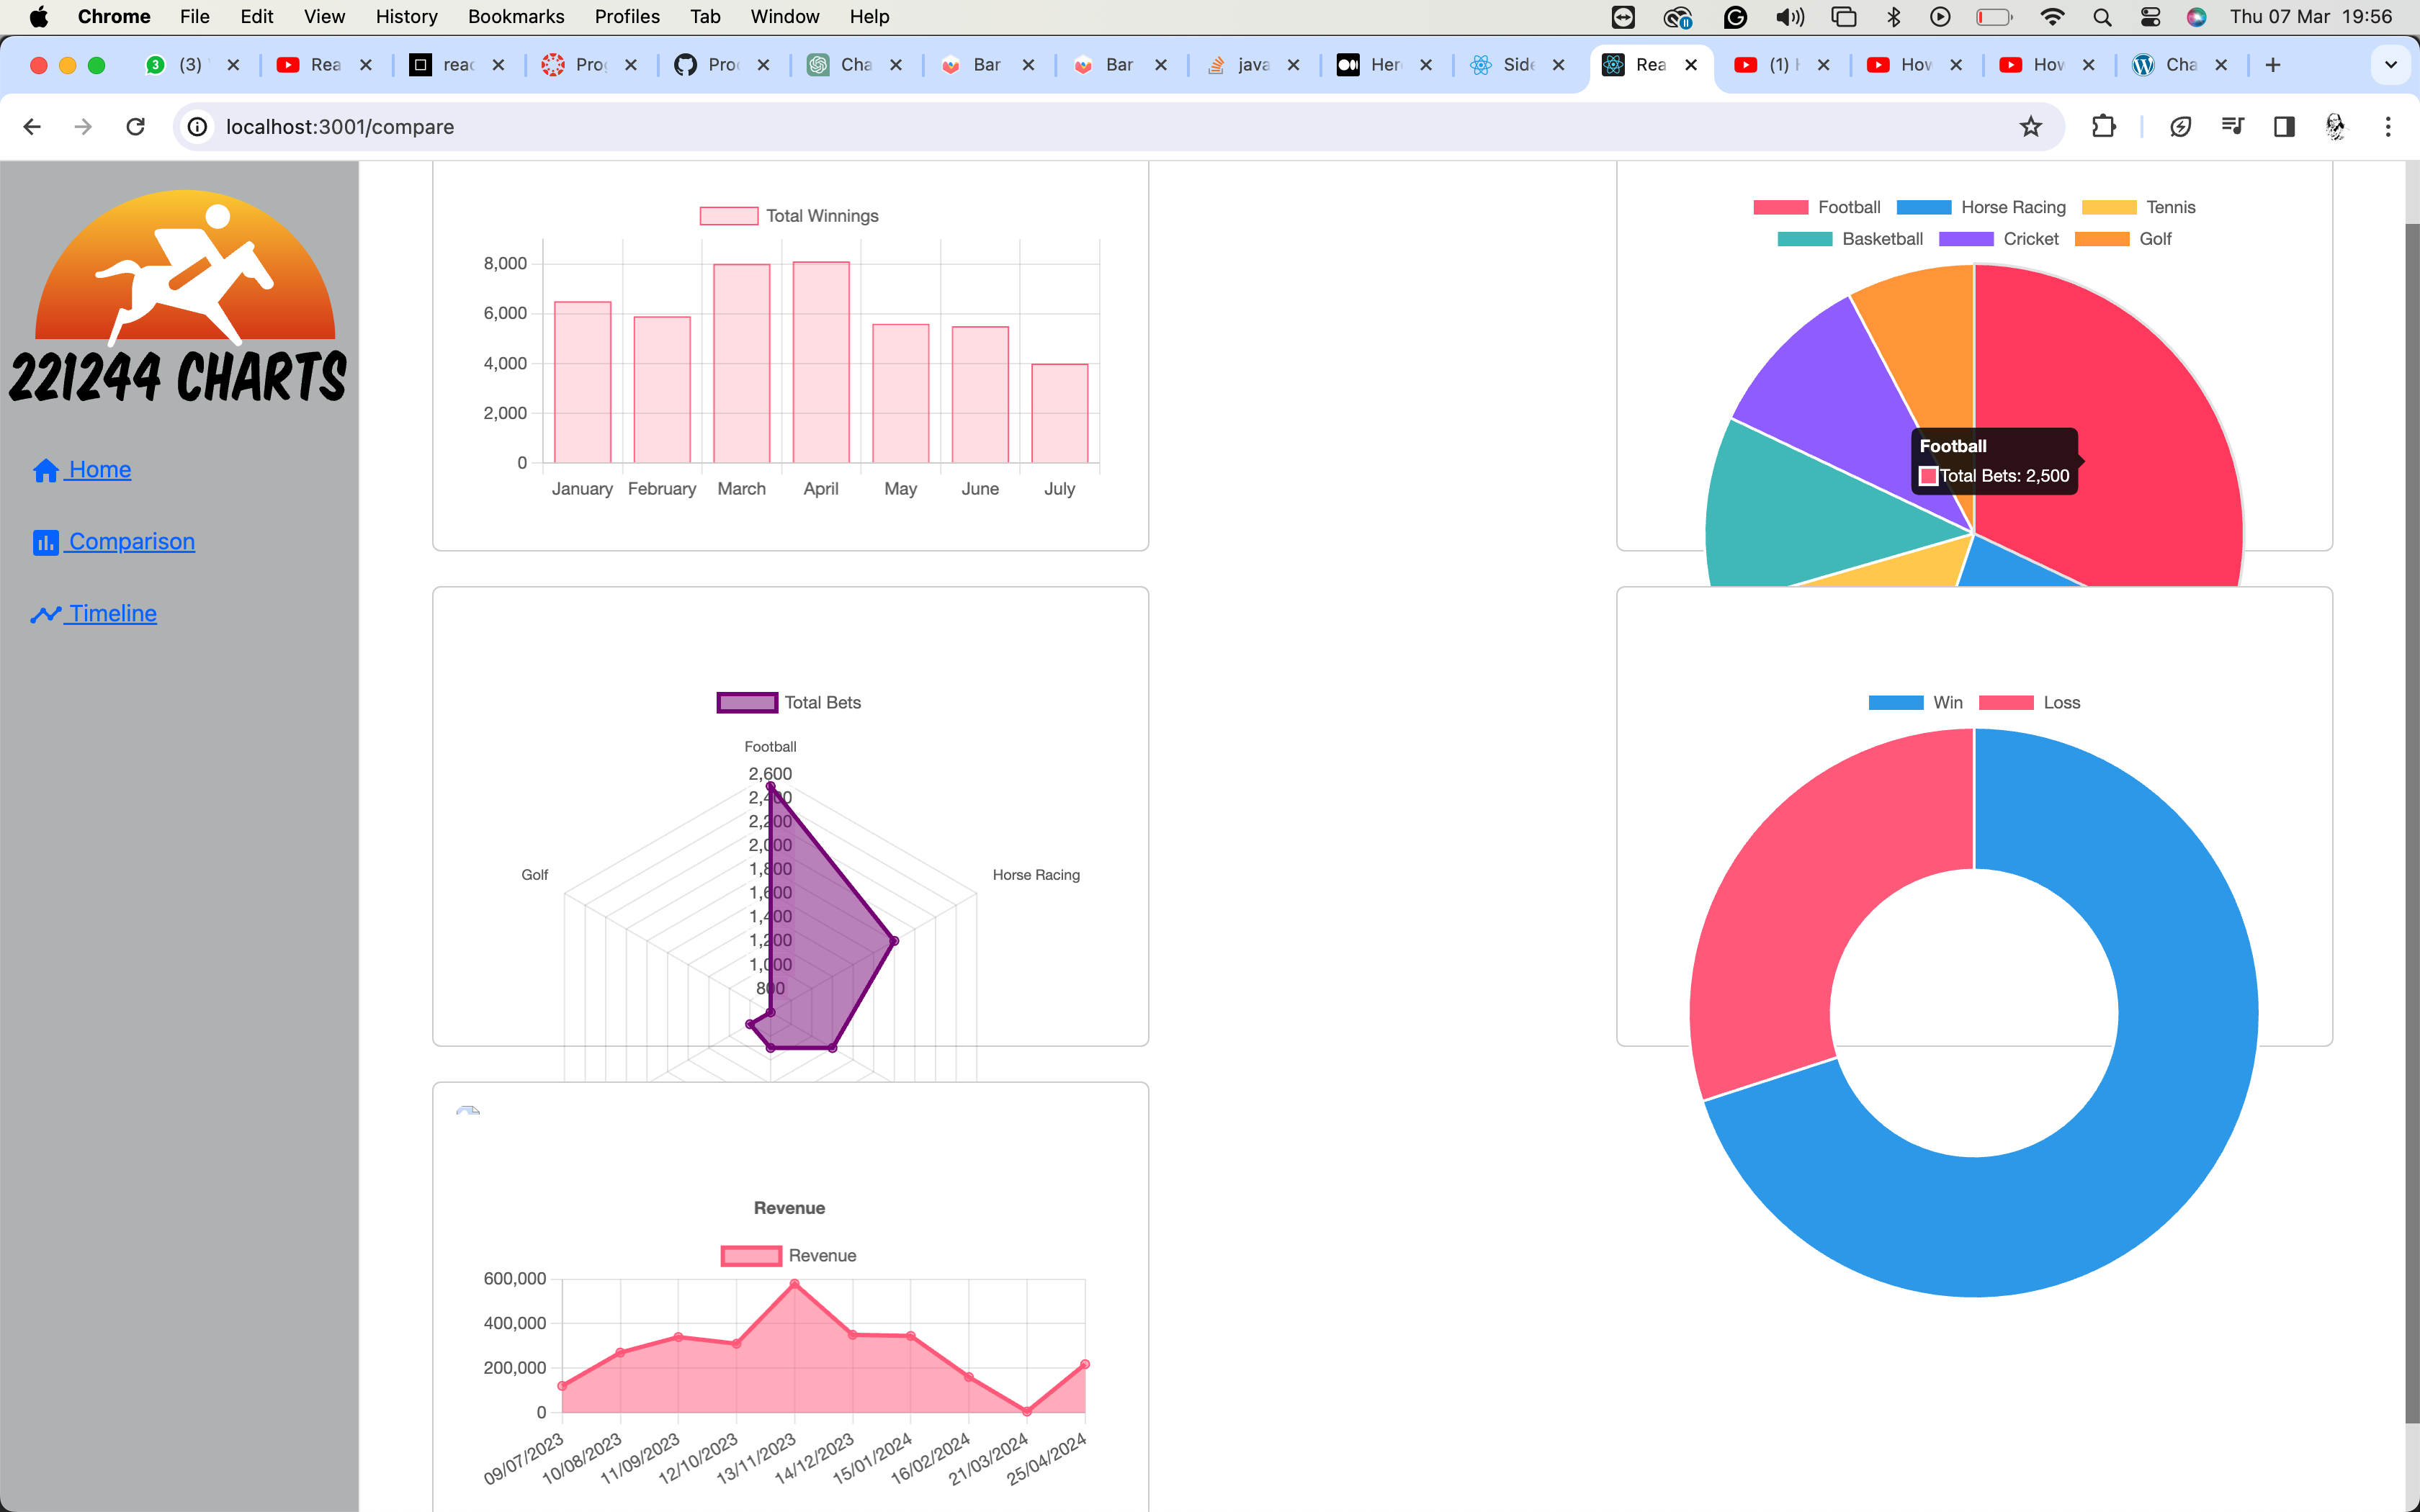 Chrome File Edit View History Bookmarks Profiles Tab Window Help Thu 07 Mar 19:56
3 (3) Rea reac Pro Cha Bar Bar java Her Side Rea (1) How How Cha
localhost:3001/compare
221244 CHARTS
Home
Comparison
Timeline
Total Winnings
8,000
6,000
4,000
2,000
0
January February March April May June July
Football Horse Racing Tennis
Basketball Cricket Golf
Football
Total Bets: 2,500
Total Bets
Football
2,600
2,400
2,200
2,000
1,800
1,600
1,400
1,200
1,000
800
Golf
Horse Racing
Win Loss
Revenue
Revenue
600,000
400,000
200,000
0
09/07/2023 10/08/2023 11/09/2023 12/10/2023 13/11/2023 14/12/2023 15/01/2024 16/02/2024 21/03/2024 25/04/2024